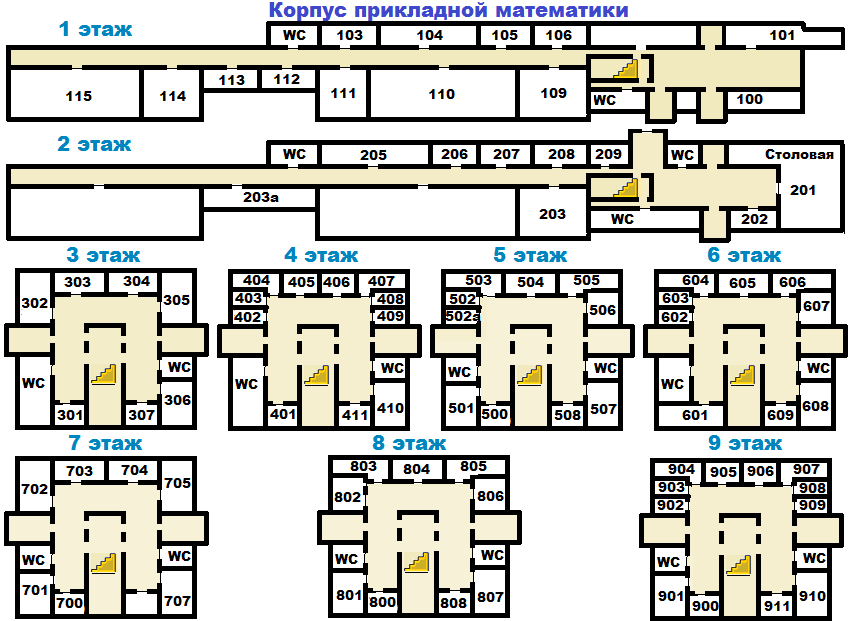 Корпус прикладной математики
1 этаж
WC 103 104 105 106 101
115 114 113 112 111 110 109 WC 100
2 этаж
WC 205 206 207 208 209 WC Столовая
203а 203 WC 202 201
3 этаж
303 304
302 305
WC WC
306
301 307
4 этаж
404 405 406 407
403 408
402 409
WC WC
401 411 410
5 этаж
503 504 505
502 506
502а
WC WC
501 500 508 507
6 этаж
604 605 606
603 607
602
WC WC
601 609 608
7 этаж
703 704
702 705
WC WC
701 700 707
8 этаж
803 804 805
802 806
WC WC
801 800 808 807
9 этаж
904 905 906 907
903 908
902 909
WC WC
901 900 911 910